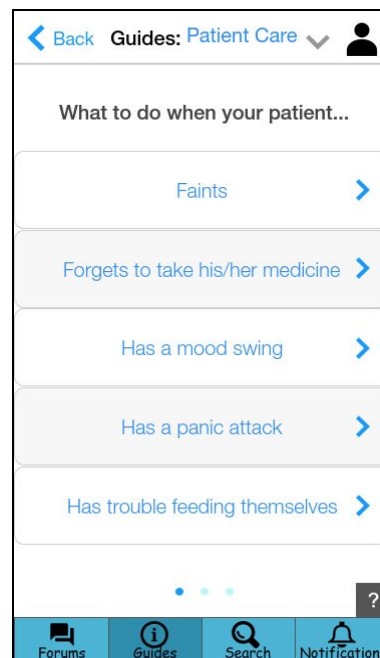 Back Guides: Patient Care
What to do when your patient...
Faints
Forgets to take his/her medicine
Has a mood swing
Has a panic attack
Has trouble feeding themselves
?
Forums Guides Search Notification